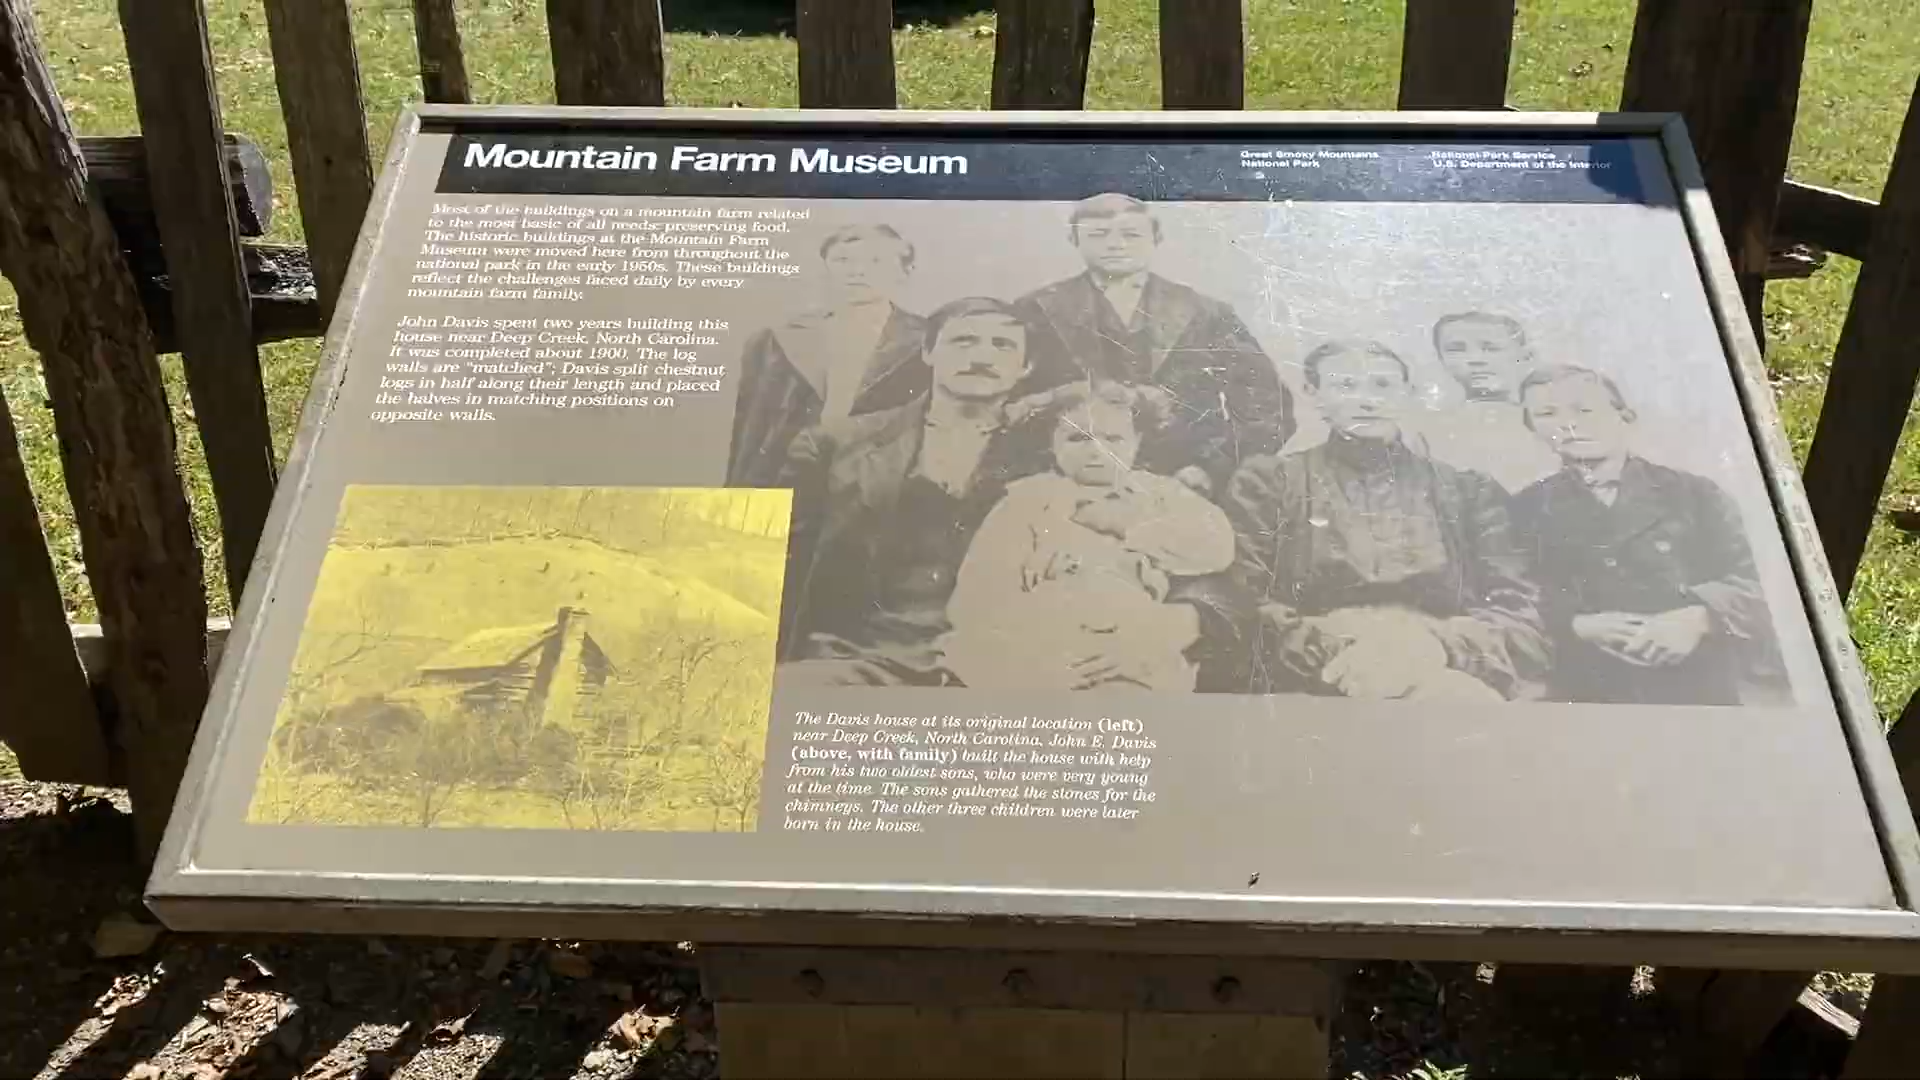 Mountain Farm Museum
Great Smoky Mountains
National Park
National Park Service
U.S. Department of the Interior
Most of the buildings on a mountain farm related
to the most basic of all needs: preserving food.
The historic buildings at the Mountain Farm
Museum were moved here from throughout the
national park in the early 1950s. These buildings
reflect the challenges faced daily by every
mountain farm family.
John Davis spent two years building this
house near Deep Creek, North Carolina.
It was completed about 1900. The log
walls are "matched"; Davis split chestnut
logs in half along their length and placed
the halves in matching positions on
opposite walls.
The Davis house at its original location (left)
near Deep Creek, North Carolina. John E. Davis
(above, with family) built the house with help
from his two oldest sons, who were very young
at the time. The sons gathered the stones for the
chimneys. The other three children were later
born in the house.